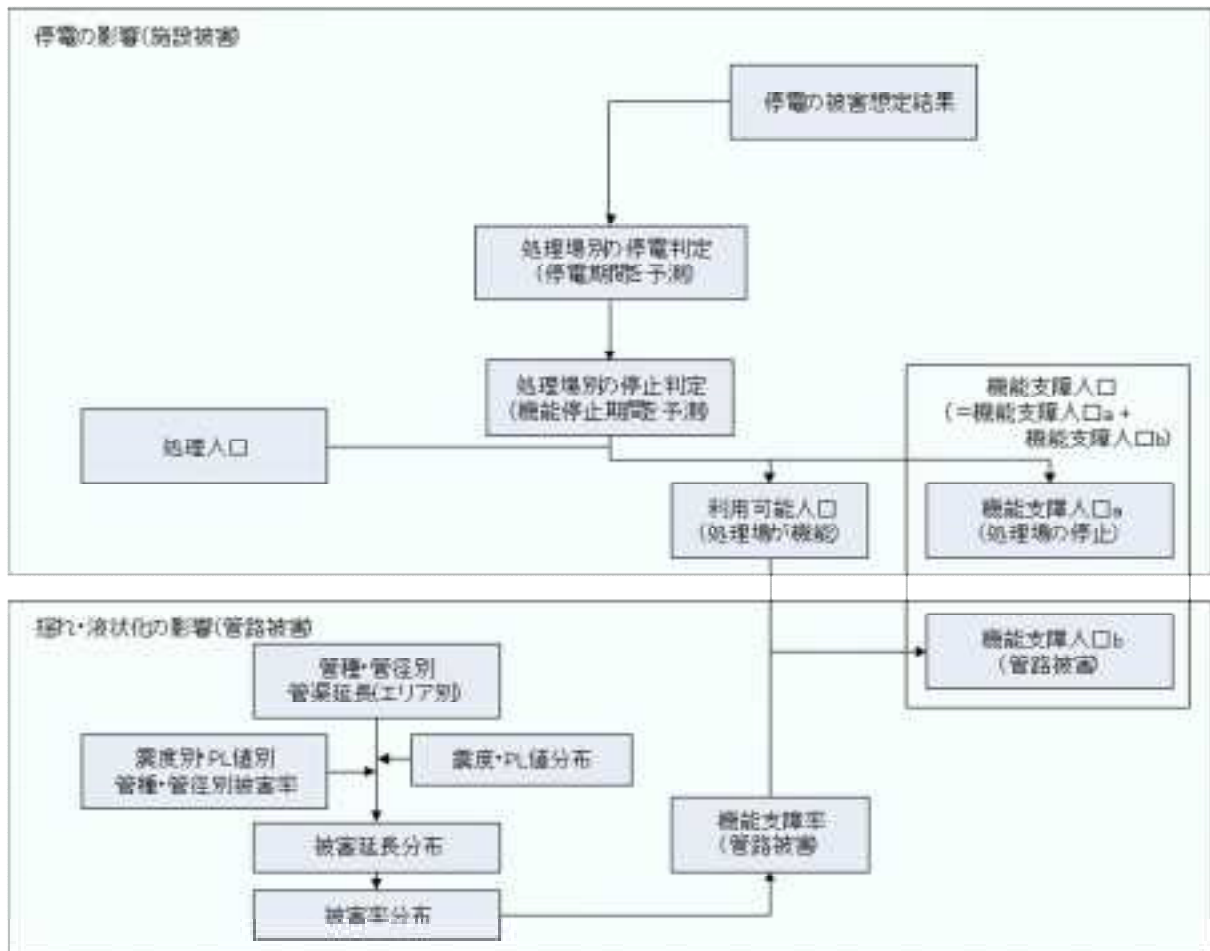 停電の影響(施設被害)
停電の被害想定結果
処理場別の停電判定
(停電期間を予測)
処理場別の停止判定
(機能停止期間を予測)
処理人口
機能支障人口
(=機能支障人口a +
機能支障人口b)
利用可能人口
(処理場が機能)
機能支障人口a
(処理場の停止)
揺れ・液状化の影響(管路被害)
機能支障人口b
(管路被害)
管種・管径別
管渠延長(エリア別)
震度別・PL値別
管種・管径別被害率
震度・PL値分布
機能支障率
(管路被害)
被害延長分布
被害率分布